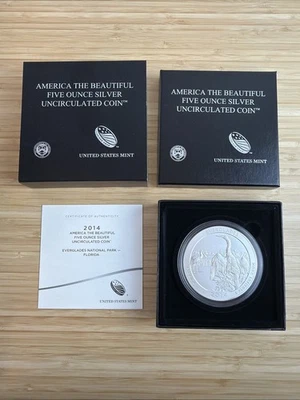 AMERICA THE BEAUTIFUL
FIVE OUNCE SILVER
UNCIRCULATED COIN™
UNITED STATES MINT
AMERICA THE BEAUTIFUL
FIVE OUNCE SILVER
UNCIRCULATED COIN™
UNITED STATES MINT
CERTIFICATE OF AUTHENTICITY
2014
AMERICA THE BEAUTIFUL
FIVE OUNCE SILVER
UNCIRCULATED COIN
EVERGLADES NATIONAL PARK –
FLORIDA
UNITED STATES MINT